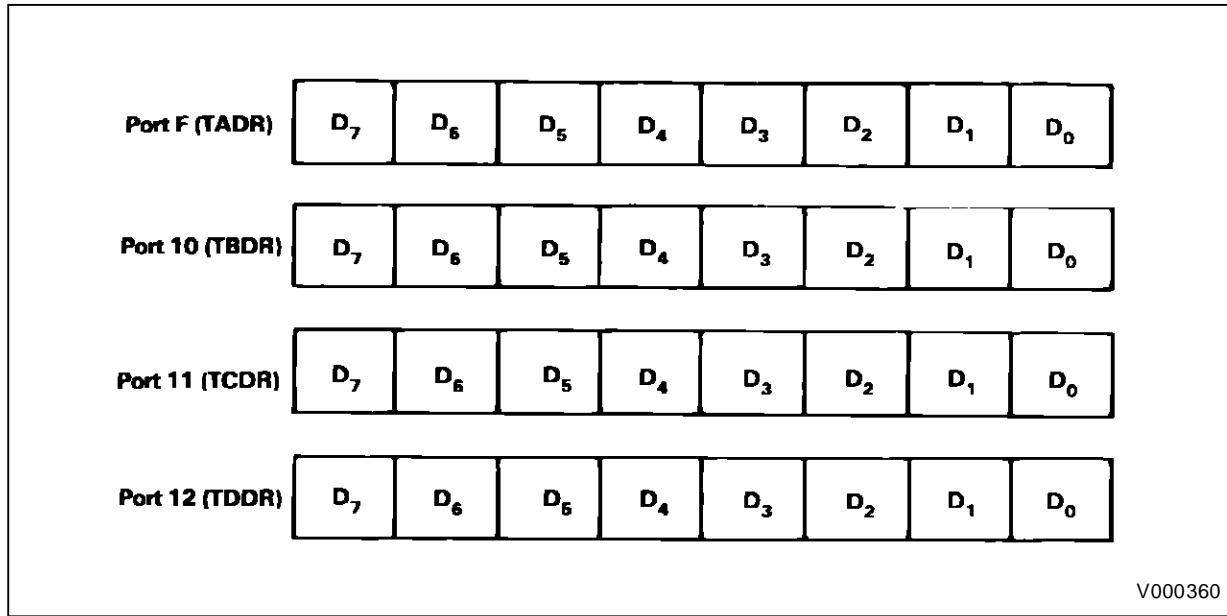 Port F (TADR) D7 D6 D5 D4 D3 D2 D1 D0
Port 10 (TBDR) D7 D6 D5 D4 D3 D2 D1 D0
Port 11 (TCDR) D7 D6 D5 D4 D3 D2 D1 D0
Port 12 (TDDR) D7 D6 D5 D4 D3 D2 D1 D0
V000360